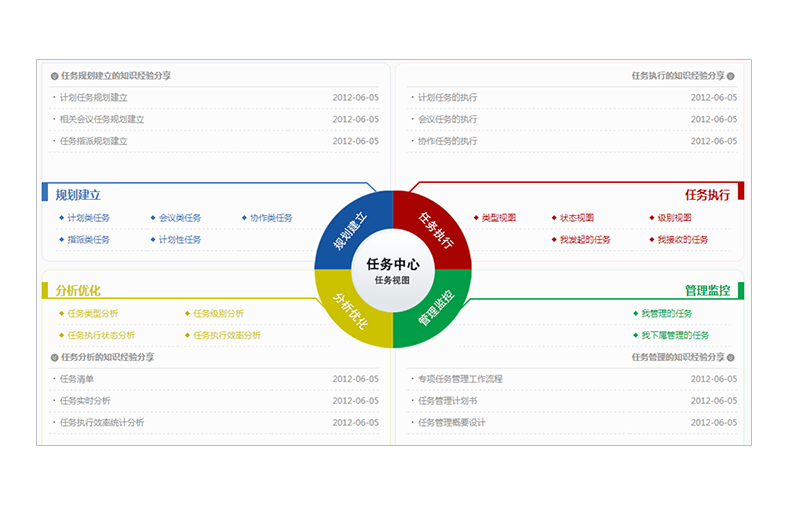 任务规划建立的知识经验分享
计划任务规划建立 2012-06-05
相关会议任务规划建立 2012-06-05
任务指派规划建立 2012-06-05
任务执行的知识经验分享
计划任务的执行 2012-06-05
会议任务的执行 2012-06-05
协作任务的执行 2012-06-05
规划建立
计划类任务 会议类任务 协作类任务
指派类任务 计划性任务
任务执行
类型视图 状态视图 级别视图
我发起的任务 我接收的任务
规划建立
任务执行
任务中心
任务视图
分析优化
管理监控
分析优化
任务类型分析 任务级别分析
任务执行状态分析 任务执行效率分析
任务分析的知识经验分享
任务清单 2012-06-05
任务实时分析 2012-06-05
任务执行效率统计分析 2012-06-05
管理监控
我管理的任务
我下属管理的任务
任务管理的知识经验分享
专项任务管理工作流程 2012-06-05
任务管理计划书 2012-06-05
任务管理概要设计 2012-06-05